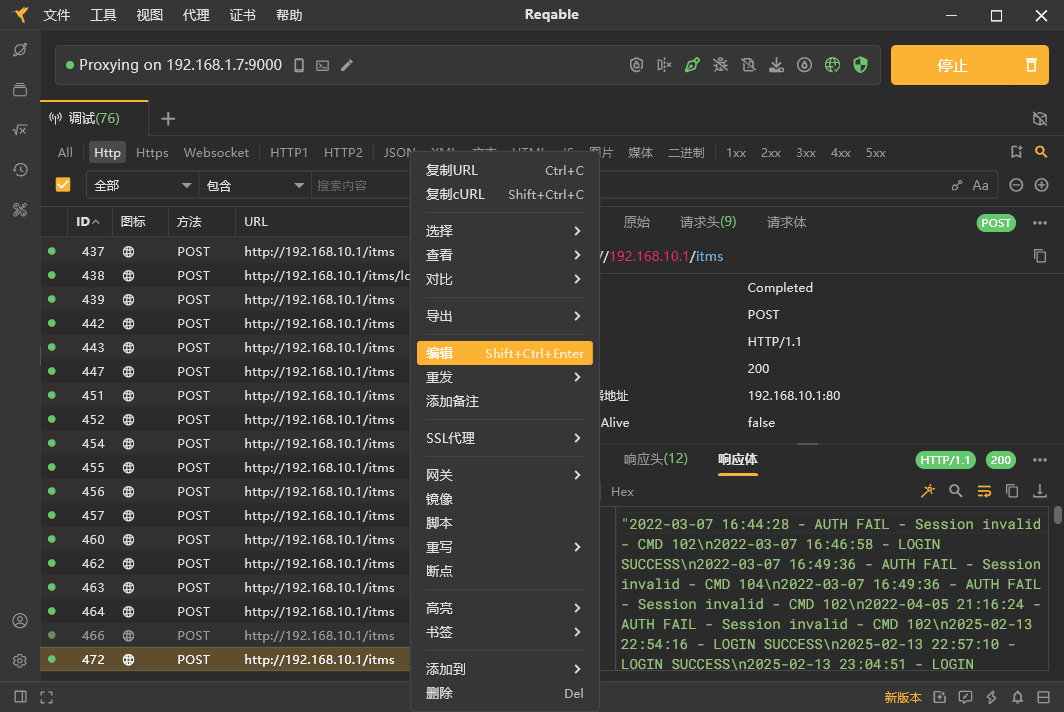 文件 工具 视图 代理 证书 帮助 Reqable
Proxying on 192.168.1.7:9000 停止
调试(76)
All Http Https Websocket HTTP1 HTTP2 JSON 图片 媒体 二进制 1xx 2xx 3xx 4xx 5xx
全部 包含 搜索内容 Aa
ID 图标 方法 URL
437 POST http://192.168.10.1/itms
438 POST http://192.168.10.1/itms/lo
439 POST http://192.168.10.1/itms
442 POST http://192.168.10.1/itms
443 POST http://192.168.10.1/itms
447 POST http://192.168.10.1/itms
451 POST http://192.168.10.1/itms
452 POST http://192.168.10.1/itms
454 POST http://192.168.10.1/itms
455 POST http://192.168.10.1/itms
456 POST http://192.168.10.1/itms
457 POST http://192.168.10.1/itms
460 POST http://192.168.10.1/itms
462 POST http://192.168.10.1/itms
463 POST http://192.168.10.1/itms
464 POST http://192.168.10.1/itms
466 POST http://192.168.10.1/itms
472 POST http://192.168.10.1/itms
复制URL Ctrl+C
复制cURL Shift+Ctrl+C
选择
查看
对比
导出
编辑 Shift+Ctrl+Enter
重发
添加备注
SSL代理
网关
镜像
脚本
重写
断点
高亮
书签
添加到
删除 Del
原始 请求头(9) 请求体 POST
//192.168.10.1/itms
Completed
POST
HTTP/1.1
200
地址 192.168.10.1:80
Alive false
响应头(12) 响应体 HTTP/1.1 200
Hex
"2022-03-07 16:44:28 - AUTH FAIL - Session invalid
- CMD 102\n2022-03-07 16:46:58 - LOGIN
SUCCESS\n2022-03-07 16:49:36 - AUTH FAIL - Session
invalid - CMD 104\n2022-03-07 16:49:36 - AUTH FAIL
- Session invalid - CMD 102\n2022-04-05 21:16:24 -
AUTH FAIL - Session invalid - CMD 102\n2025-02-13
22:54:16 - LOGIN SUCCESS\n2025-02-13 22:57:10 -
LOGIN SUCCESS\n2025-02-13 23:04:51 - LOGIN
新版本